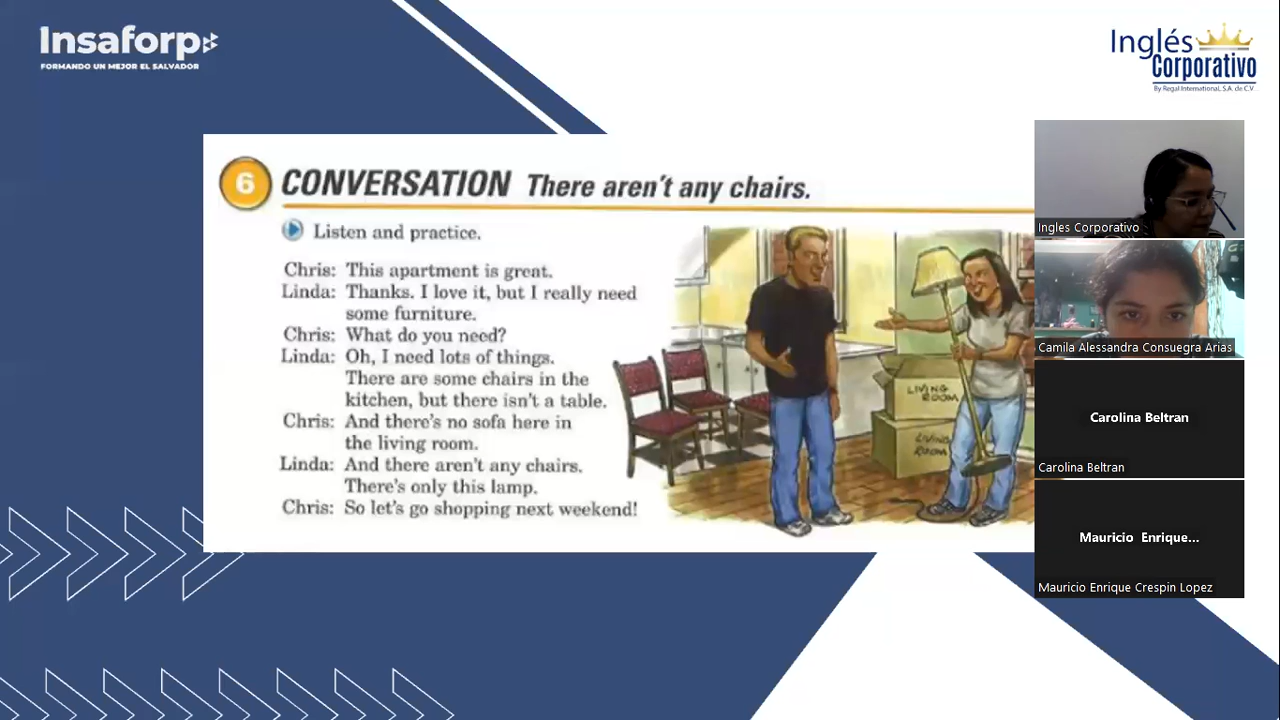 Insaforp
FORMANDO UN MEJOR EL SALVADOR
Inglés
Corporativo
By Regal International, S.A. de C.V.
6 CONVERSATION There aren't any chairs.
Listen and practice.
Chris: This apartment is great.
Linda: Thanks. I love it, but I really need
some furniture.
Chris: What do you need?
Linda: Oh, I need lots of things.
There are some chairs in the
kitchen, but there isn't a table.
Chris: And there's no sofa here in
the living room.
Linda: And there aren't any chairs.
There's only this lamp.
Chris: So let's go shopping next weekend!
LIVING
ROOM
LIVING
ROOM
Ingles Corporativo
Camila Alessandra Consuegra Arias
Carolina Beltran
Carolina Beltran
Mauricio Enrique...
Mauricio Enrique Crespin Lopez